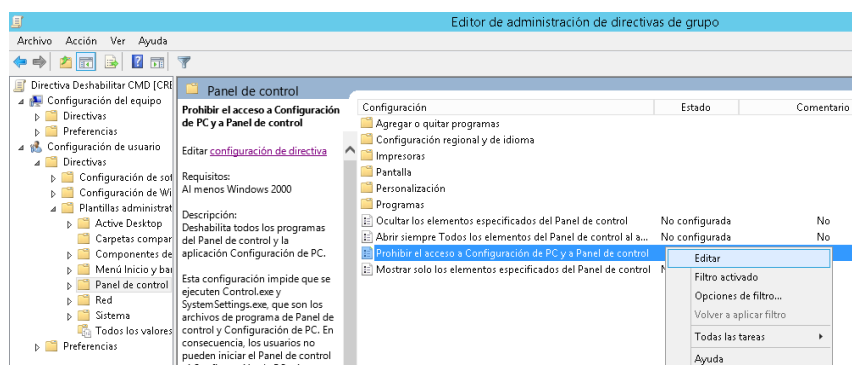 Editor de administración de directivas de grupo
Archivo Acción Ver Ayuda
Directiva Deshabilitar CMD [CRE
Configuración del equipo
Directivas
Preferencias
Configuración de usuario
Directivas
Configuración de sof
Configuración de Wi
Plantillas administrat
Active Desktop
Carpetas compar
Componentes de
Menú Inicio y bar
Panel de control
Red
Sistema
Todos los valores
Preferencias
Panel de control
Prohibir el acceso a Configuración
de PC y a Panel de control
Editar configuración de directiva
Requisitos:
Al menos Windows 2000
Descripción:
Deshabilita todos los programas
del Panel de control y la
aplicación Configuración de PC.
Esta configuración impide que se
ejecuten Control.exe y
SystemSettings.exe, que son los
archivos de programa de Panel de
control y Configuración de PC. En
consecuencia, los usuarios no
pueden iniciar el Panel de control
Configuración Estado Comentario
Agregar o quitar programas
Configuración regional y de idioma
Impresoras
Pantalla
Personalización
Programas
Ocultar los elementos especificados del Panel de control No configurada No
Abrir siempre Todos los elementos del Panel de control al a... No configurada No
Prohibir el acceso a Configuración de PC y a Panel de control
Mostrar solo los elementos especificados del Panel de control N
Editar
Filtro activado
Opciones de filtro...
Volver a aplicar filtro
Todas las tareas
Ayuda